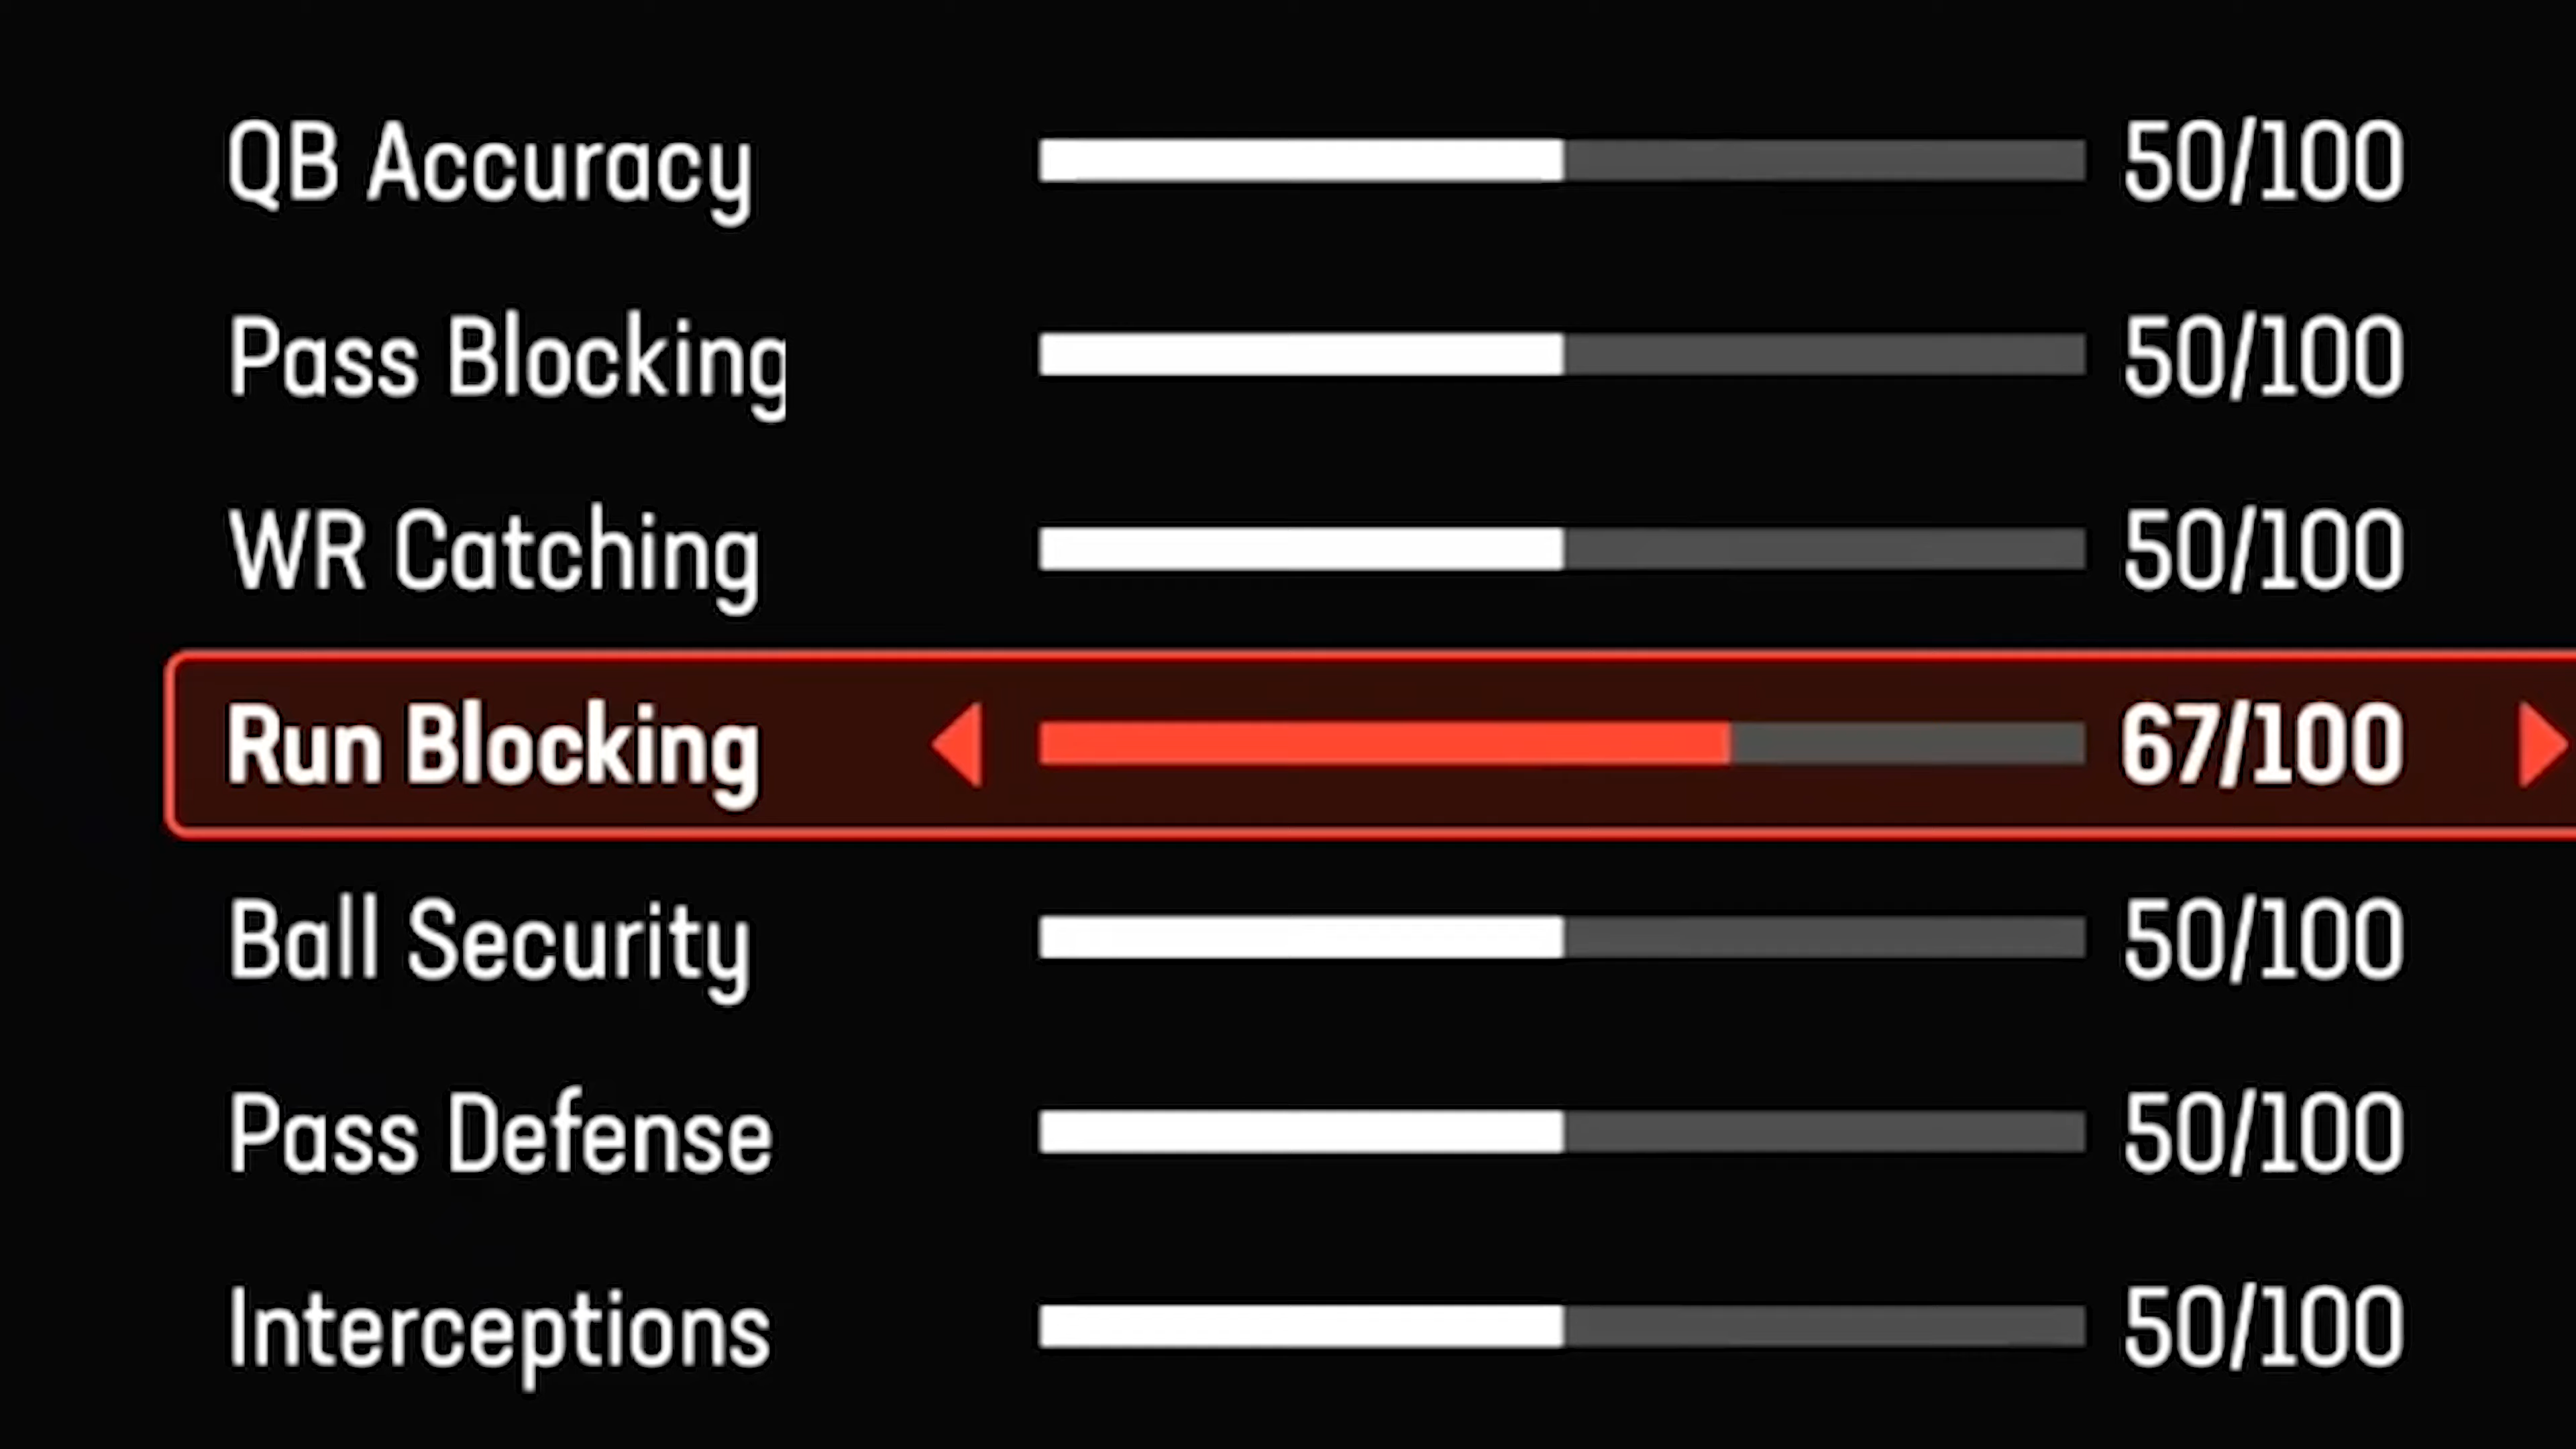 QB Accuracy 50/100
Pass Blocking 50/100
WR Catching 50/100
Run Blocking 67/100
Ball Security 50/100
Pass Defense 50/100
Interceptions 50/100